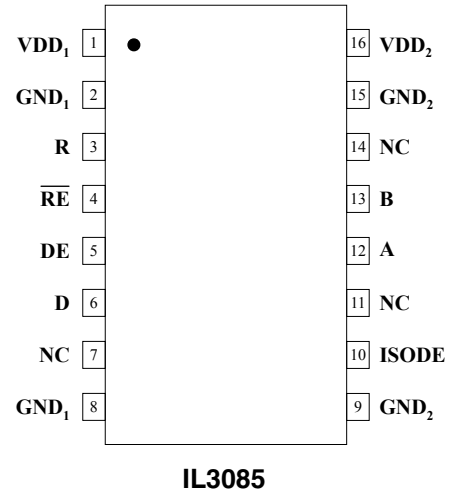 VDD₁ 1 16 VDD₂
GND₁ 2 15 GND₂
R 3 14 NC
R̅E̅ 4 13 B
DE 5 12 A
D 6 11 NC
NC 7 10 ISODE
GND₁ 8 9 GND₂
IL3085